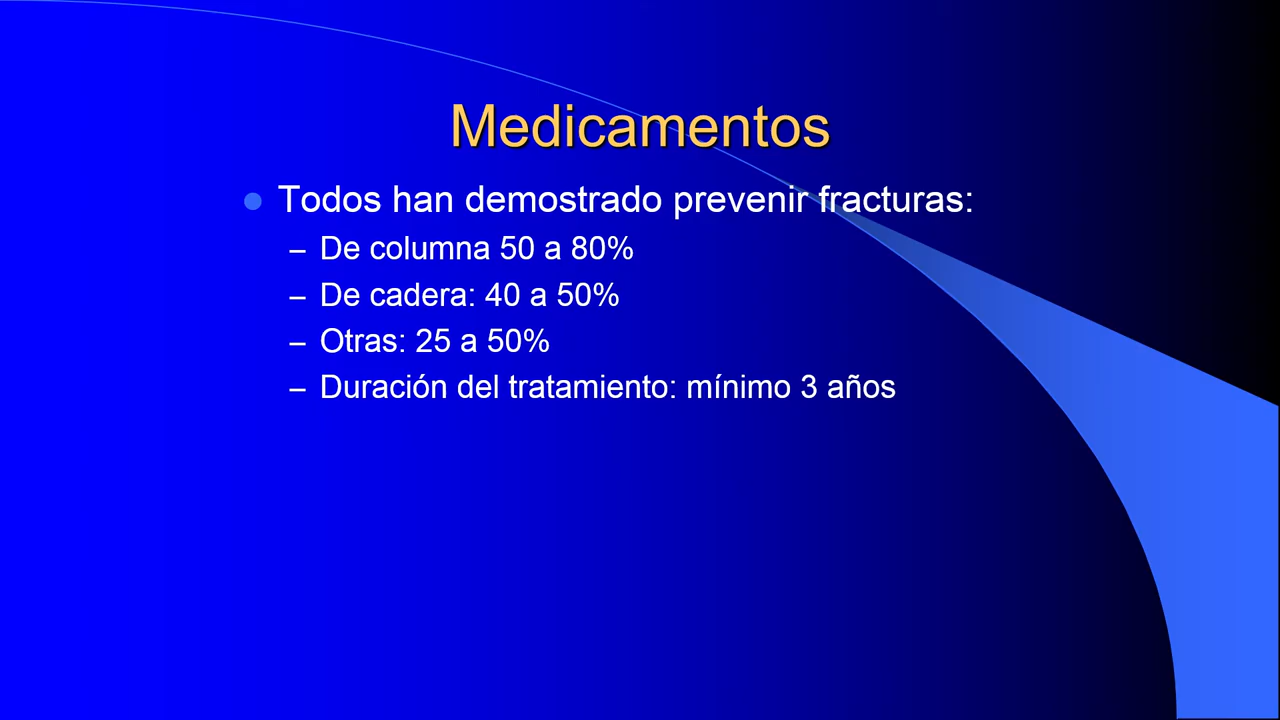 Medicamentos
Todos han demostrado prevenir fracturas:
– De columna 50 a 80%
– De cadera: 40 a 50%
– Otras: 25 a 50%
– Duración del tratamiento: mínimo 3 años